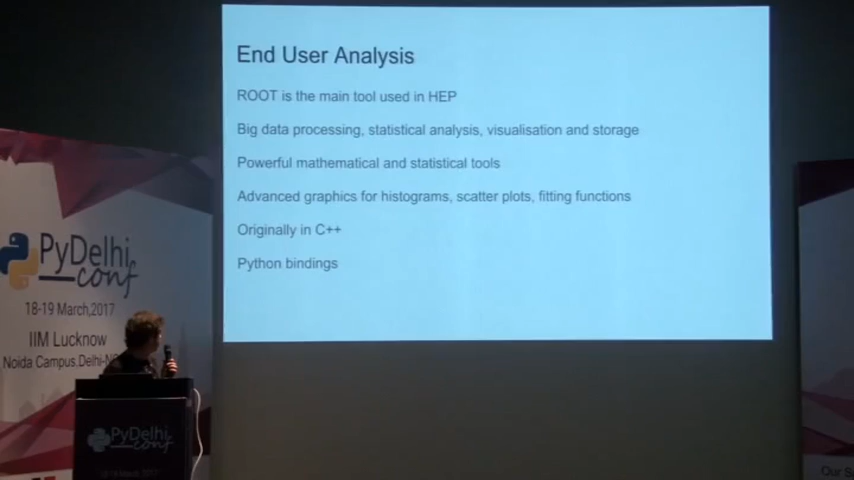 End User Analysis
ROOT is the main tool used in HEP
Big data processing, statistical analysis, visualisation and storage
Powerful mathematical and statistical tools
Advanced graphics for histograms, scatter plots, fitting functions
Originally in C++
Python bindings
PyDelhi
conf
18-19 March,2017
IIM Lucknow
Noida Campus,Delhi-N
PyDelhi
conf
Our S